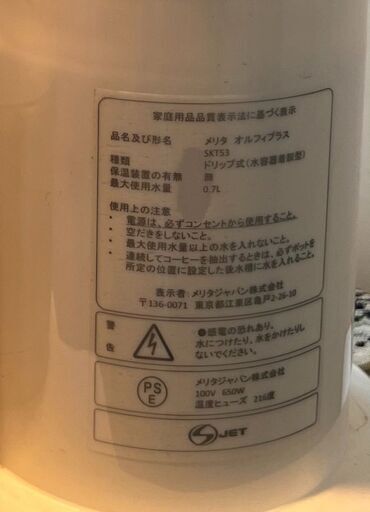 家庭用品品質表示法に基づく表示
品名及び形名 メリタ オルフィプラス
SKT53
種類 ドリップ式(水容器着脱型)
保温装置の有無 無
最大使用水量 0.7L
使用上の注意
・電源は、必ずコンセントから使用すること。
・空だきをしないこと。
・最大使用水量以上の水を入れないこと。
・連続してコーヒーを抽出するときは、必ずポットを
所定の位置に設定した後水槽に水を入れること。
表示者:メリタジャパン株式会社
〒136-0071 東京都江東区亀戸2-26-10
警告
●感電の恐れあり。
水につけたり、水をかけたりし
ないでください。
PS
E
メリタジャパン株式会社
100V 650W
温度ヒューズ 216度
JET